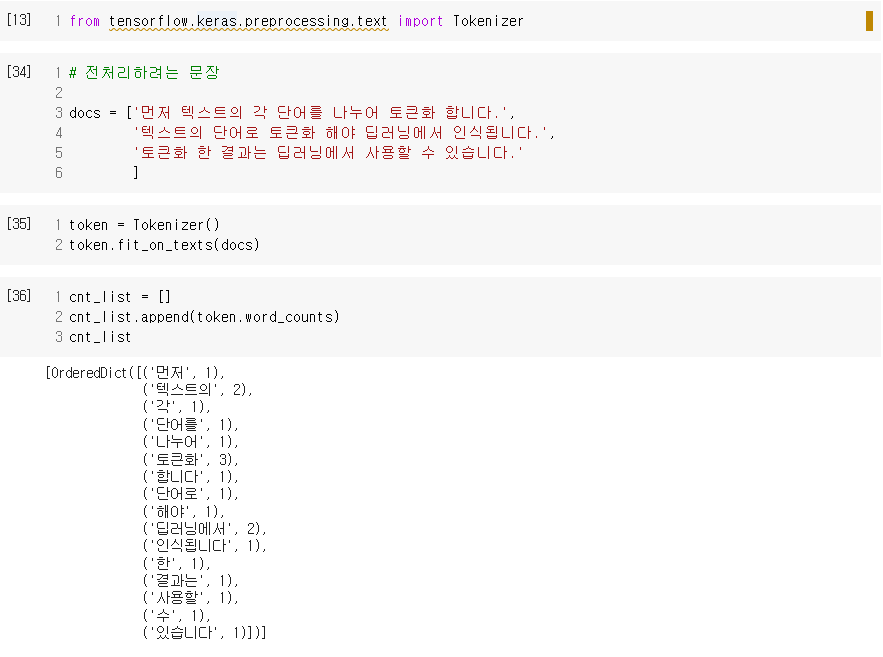 [13] 1 from tensorflow.keras.preprocessing.text import Tokenizer
[34] 1 # 전처리하려는 문장
2
3 docs = ['먼저 텍스트의 각 단어를 나누어 토큰화 합니다.',
4         '텍스트의 단어로 토큰화 해야 딥러닝에서 인식됩니다.',
5         '토큰화 한 결과는 딥러닝에서 사용할 수 있습니다.'
6         ]
[35] 1 token = Tokenizer()
2 token.fit_on_texts(docs)
[36] 1 cnt_list = []
2 cnt_list.append(token.word_counts)
3 cnt_list
[OrderedDict([('먼저', 1),
('텍스트의', 2),
('각', 1),
('단어를', 1),
('나누어', 1),
('토큰화', 3),
('합니다', 1),
('단어로', 1),
('해야', 1),
('딥러닝에서', 2),
('인식됩니다', 1),
('한', 1),
('결과는', 1),
('사용할', 1),
('수', 1),
('있습니다', 1)])]